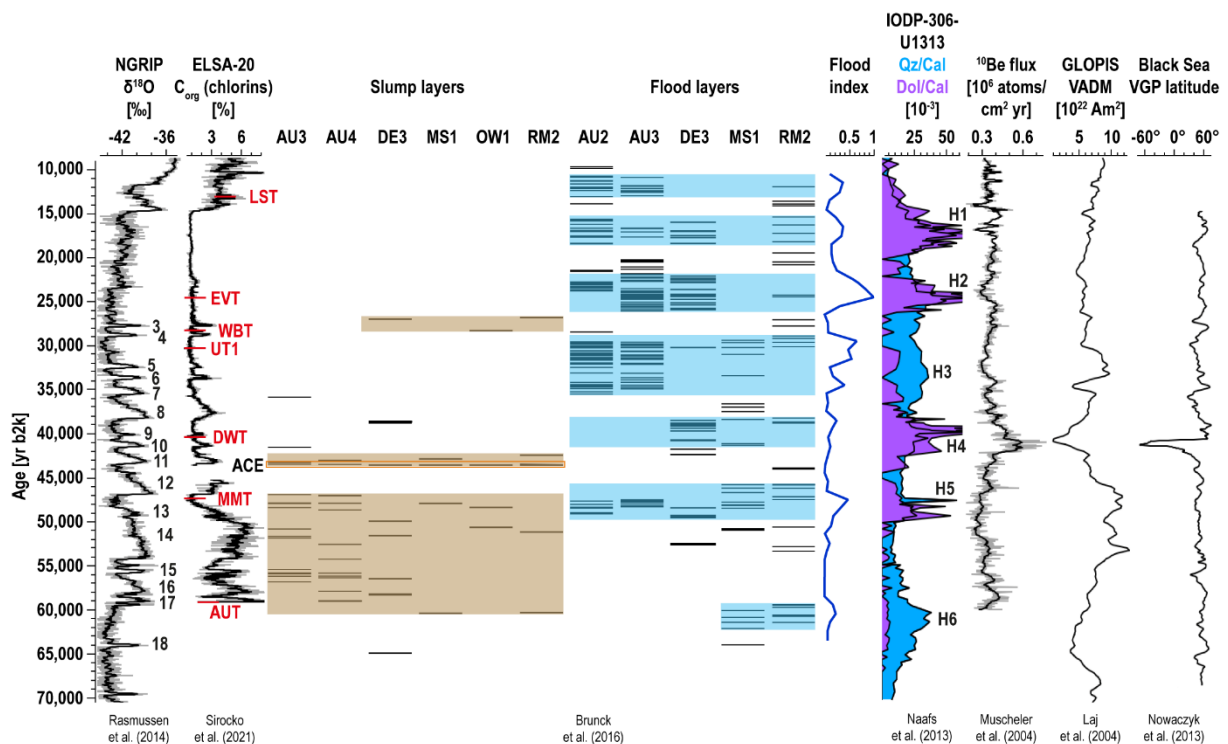 IODP-306-
U1313
NGRIP
δ¹⁸O
[‰]
ELSA-20
Corg (chlorins)
[%]
Slump layers
Flood layers
Flood
index
Qz/Cal
Dol/Cal
[10⁻³]
¹⁰Be flux
[10⁶ atoms/
cm² yr]
GLOPIS
VADM
[10²² Am²]
Black Sea
VGP latitude
-42 -36
3 6
AU3 AU4 DE3 MS1 OW1 RM2
AU2 AU3 DE3 MS1 RM2
0.5 1
25 50
0.3 0.6
5 10
-60° 0° 60°
Age [yr b2k]
10,000
15,000
20,000
25,000
30,000
35,000
40,000
45,000
50,000
55,000
60,000
65,000
70,000
3
4
5
6
7
8
9
10
11
12
13
14
15
16
17
18
LST
EVT
WBT
UT1
DWT
ACE
MMT
AUT
H1
H2
H3
H4
H5
H6
Rasmussen
et al. (2014)
Sirocko
et al. (2021)
Brunck
et al. (2016)
Naafs
et al. (2013)
Muscheler
et al. (2004)
Laj
et al. (2004)
Nowaczyk
et al. (2013)